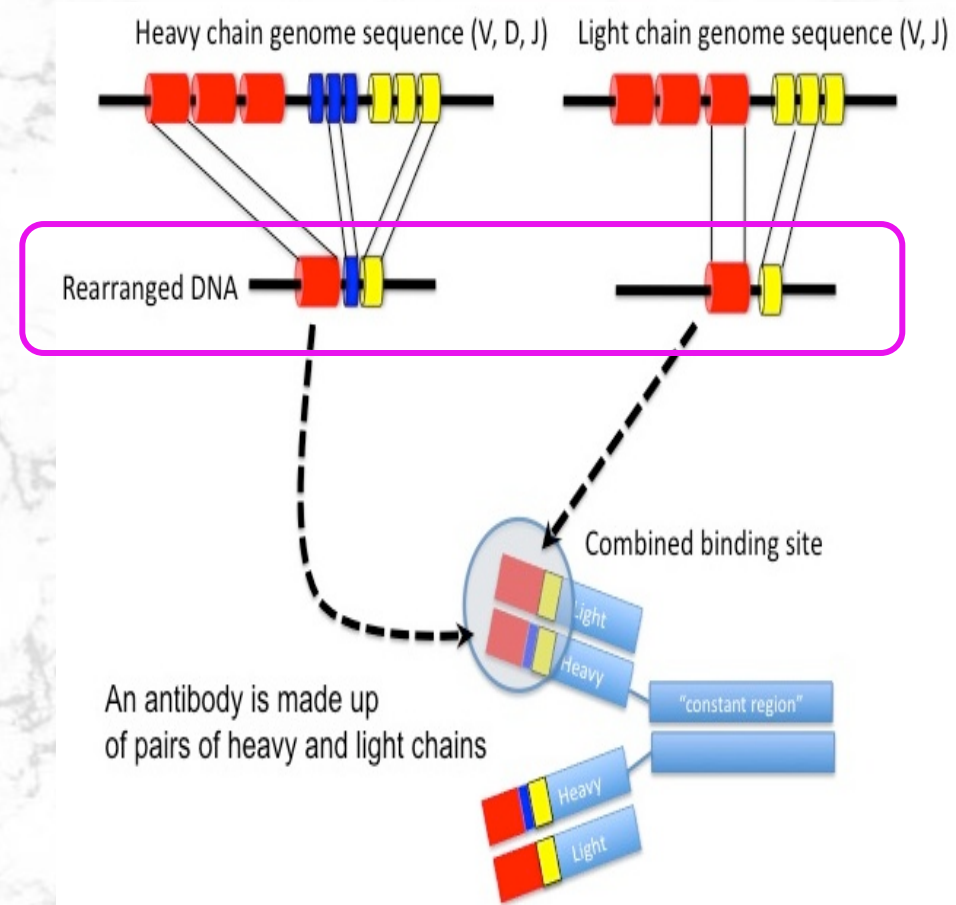 Heavy chain genome sequence (V, D, J)
Light chain genome sequence (V, J)
Rearranged DNA
Combined binding site
Light
Heavy
"constant region"
An antibody is made up
of pairs of heavy and light chains
Heavy
Light